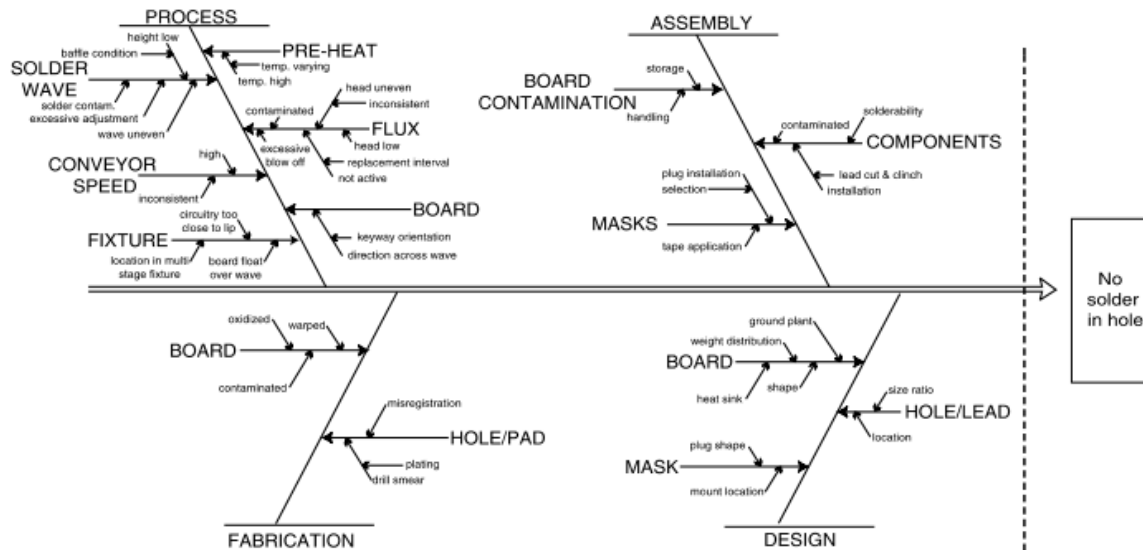 PROCESS
height low
baffle condition
SOLDER
WAVE
solder contam.
excessive adjustment
wave uneven
PRE-HEAT
temp. varying
temp. high
head uneven
inconsistent
contaminated
FLUX
excessive
blow off
head low
replacement interval
not active
CONVEYOR
SPEED
high
inconsistent
BOARD
keyway orientation
direction across wave
circuitry too
close to lip
FIXTURE
location in multi
stage fixture
board float
over wave
ASSEMBLY
storage
BOARD
CONTAMINATION
handling
solderability
contaminated
COMPONENTS
lead cut & clinch
installation
plug installation
selection
MASKS
tape application
No
solder
in hole
oxidized
warped
BOARD
contaminated
misregistration
HOLE/PAD
plating
drill smear
FABRICATION
ground plant
weight distribution
BOARD
heat sink
shape
size ratio
HOLE/LEAD
location
plug shape
MASK
mount location
DESIGN